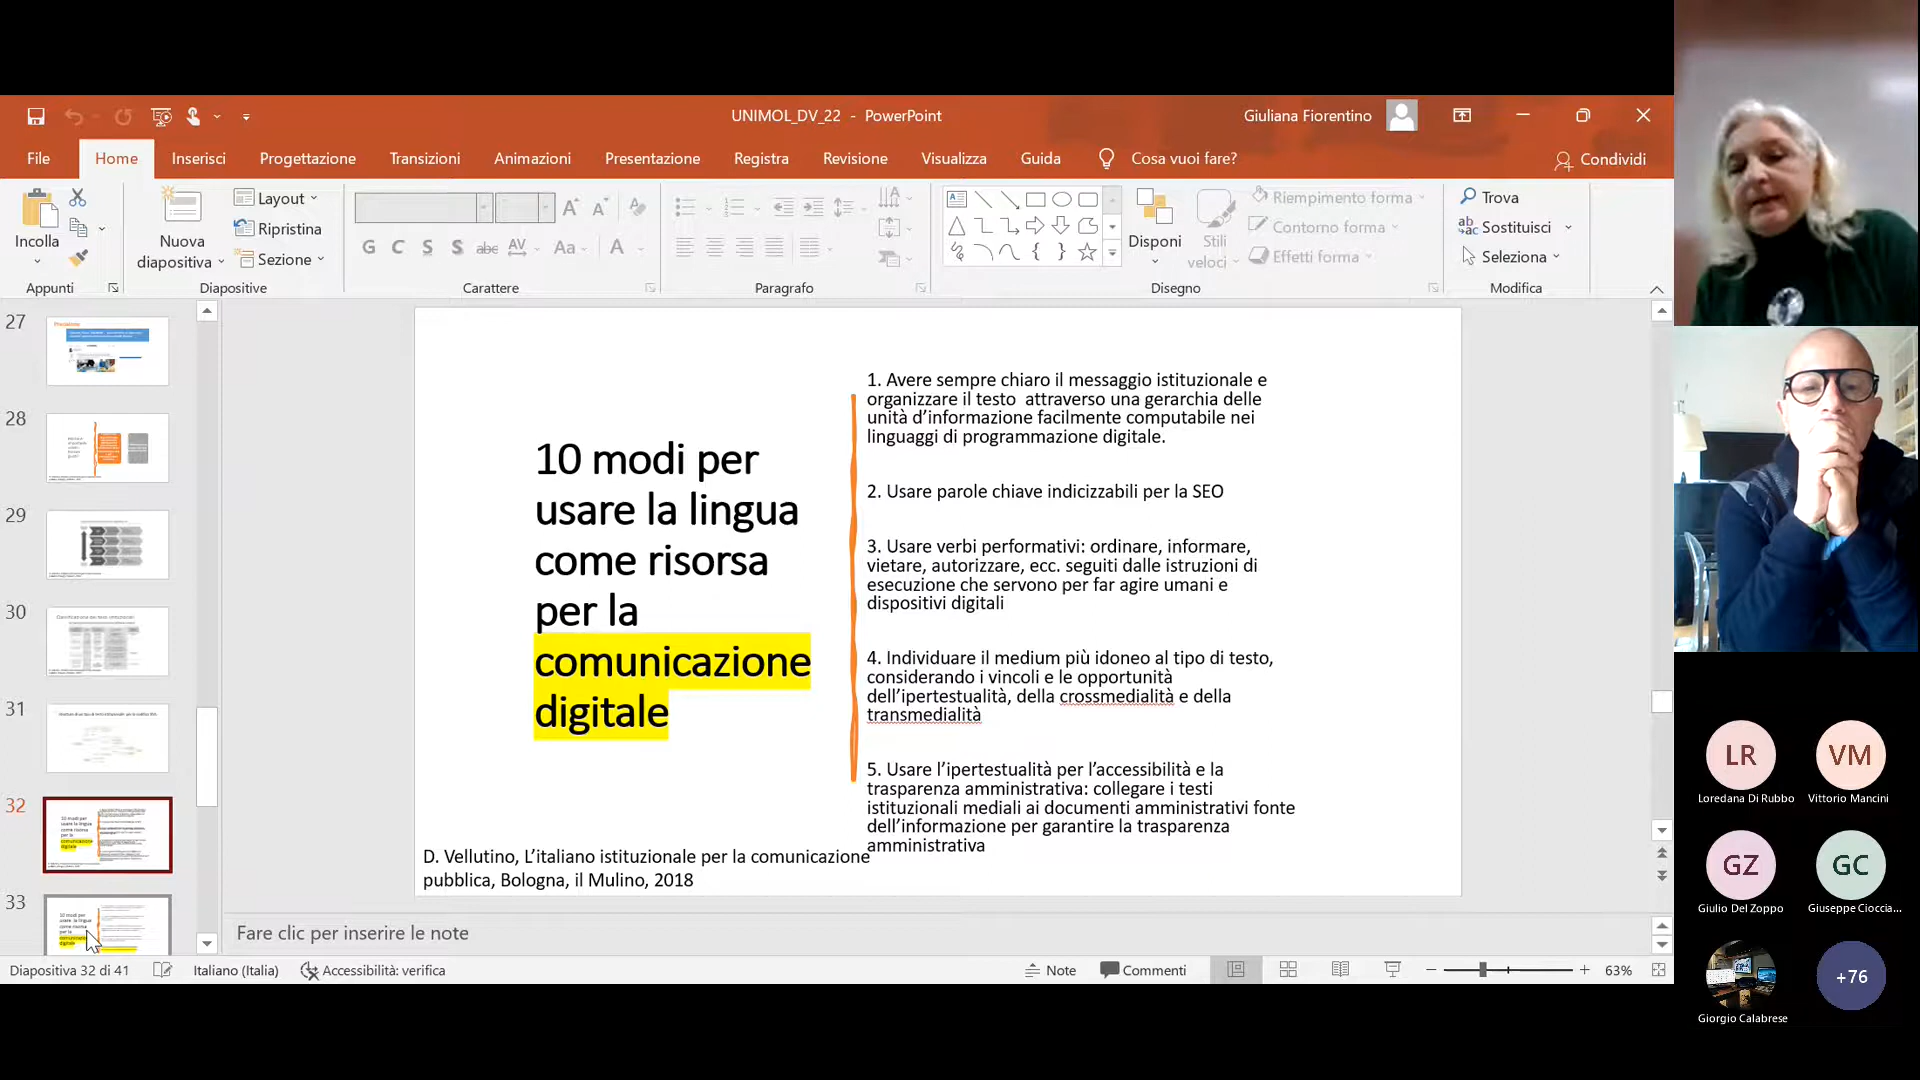 UNIMOL_DV_22 - PowerPoint
Giuliana Fiorentino
File
Home
Inserisci
Progettazione
Transizioni
Animazioni
Presentazione
Registra
Revisione
Visualizza
Guida
Cosa vuoi fare?
Condividi
Incolla
Appunti
Nuova
diapositiva
Layout
Ripristina
Sezione
Diapositive
G C S S abc AV Aa A
Carattere
Paragrafo
Disegno
Disponi
Stili
veloci
Riempimento forma
Contorno forma
Effetti forma
Trova
Sostituisci
Seleziona
Modifica
27
28
29
30
31
32
33
10 modi per
usare la lingua
come risorsa
per la
comunicazione
digitale
1. Avere sempre chiaro il messaggio istituzionale e
organizzare il testo attraverso una gerarchia delle
unità d’informazione facilmente computabile nei
linguaggi di programmazione digitale.
2. Usare parole chiave indicizzabili per la SEO
3. Usare verbi performativi: ordinare, informare,
vietare, autorizzare, ecc. seguiti dalle istruzioni di
esecuzione che servono per far agire umani e
dispositivi digitali
4. Individuare il medium più idoneo al tipo di testo,
considerando i vincoli e le opportunità
dell’ipertestualità, della crossmedialità e della
transmedialità
5. Usare l’ipertestualità per l’accessibilità e la
trasparenza amministrativa: collegare i testi
istituzionali mediali ai documenti amministrativi fonte
dell’informazione per garantire la trasparenza
amministrativa
D. Vellutino, L’italiano istituzionale per la comunicazione
pubblica, Bologna, il Mulino, 2018
Fare clic per inserire le note
Diapositiva 32 di 41
Italiano (Italia)
Accessibilità: verifica
Note
Commenti
63%
LR
Loredana Di Rubbo
VM
Vittorio Mancini
GZ
Giulio Del Zoppo
GC
Giuseppe Cioccia...
Giorgio Calabrese
+76